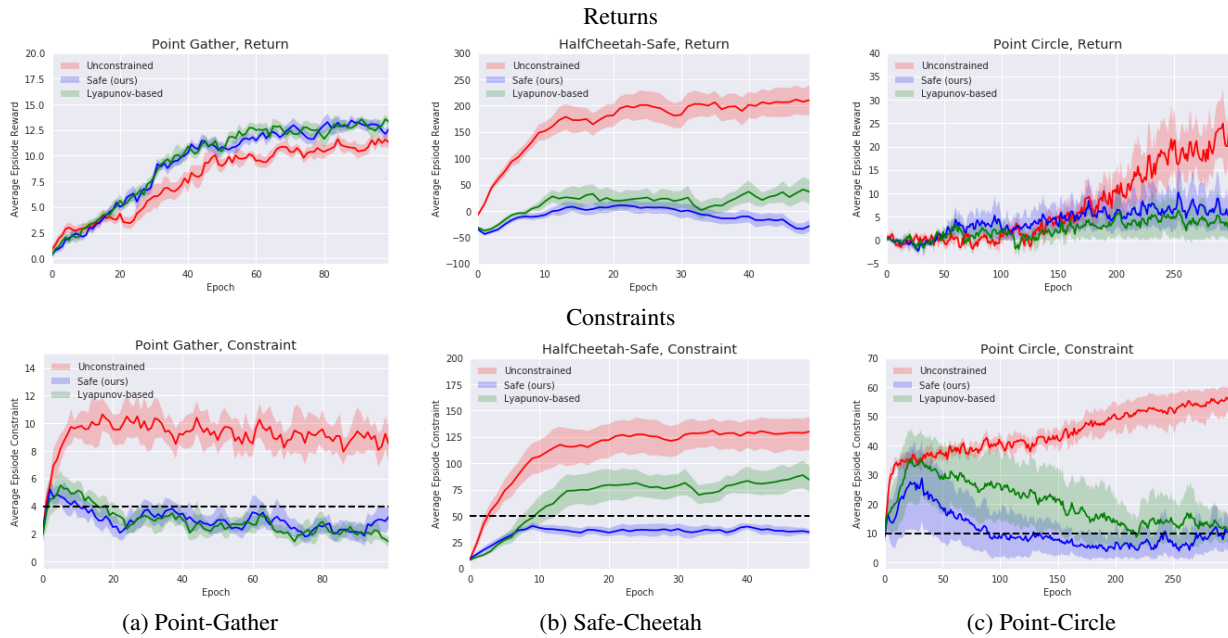 Returns
Point Gather, Return
Unconstrained
Safe (ours)
Lyapunov-based
Average Epsiode Reward
20.0
17.5
15.0
12.5
10.0
7.5
5.0
2.5
0.0
0 20 40 60 80
Epoch
HalfCheetah-Safe, Return
Unconstrained
Safe (ours)
Lyapunov-based
Average Epsiode Reward
300
250
200
150
100
50
0
−50
−100
0 10 20 30 40
Epoch
Point Circle, Return
Unconstrained
Safe (ours)
Lyapunov-based
Average Epsiode Reward
40
35
30
25
20
15
10
5
0
−5
0 50 100 150 200 250
Epoch
Constraints
Point Gather, Constraint
Unconstrained
Safe (ours)
Lyapunov-based
Average Epsiode Constraint
14
12
10
8
6
4
2
0
0 20 40 60 80
Epoch
HalfCheetah-Safe, Constraint
Unconstrained
Safe (ours)
Lyapunov-based
Average Epsiode Constraint
200
175
150
125
100
75
50
25
0
0 10 20 30 40
Epoch
Point Circle, Constraint
Unconstrained
Safe (ours)
Lyapunov-based
Average Epsiode Constraint
70
60
50
40
30
20
10
0
0 50 100 150 200 250
Epoch
(a) Point-Gather
(b) Safe-Cheetah
(c) Point-Circle